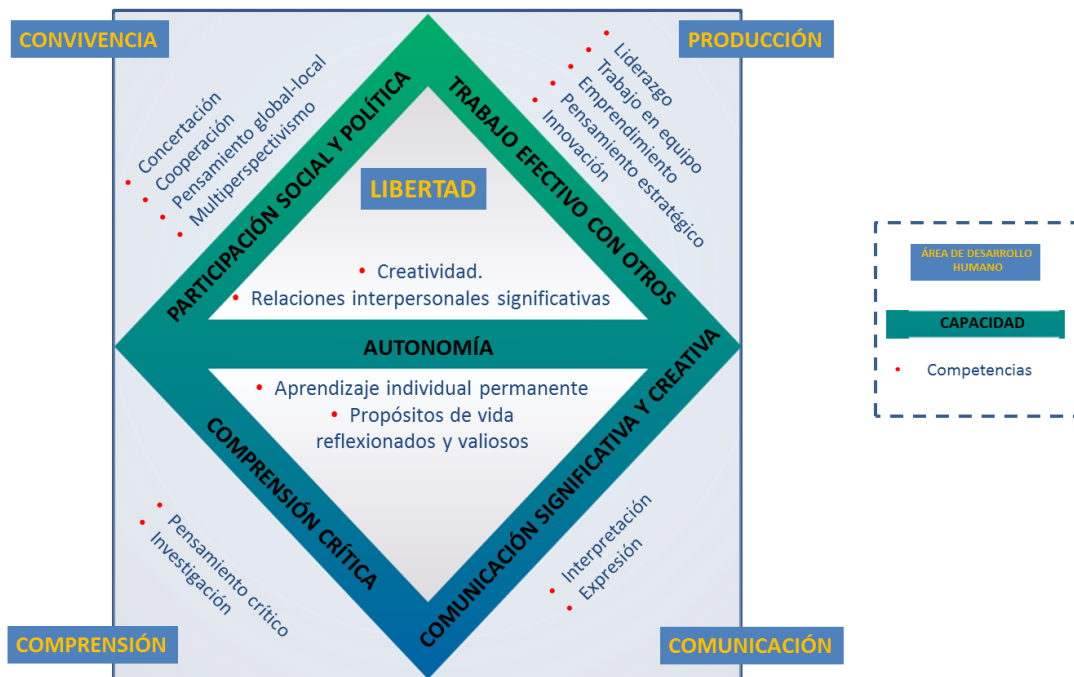 CONVIVENCIA
PRODUCCIÓN
Concertación
Cooperación
Pensamiento global-local
Multiperspectivismo
PARTICIPACIÓN SOCIAL Y POLÍTICA
Liderazgo
Trabajo en equipo
Emprendimiento
Pensamiento estratégico
Innovación
TRABAJO EFECTIVO CON OTROS
LIBERTAD
• Creatividad.
• Relaciones interpersonales significativas
AUTONOMÍA
• Aprendizaje individual permanente
• Propósitos de vida
reflexionados y valiosos
COMPRENSIÓN CRÍTICA
Pensamiento crítico
Investigación
COMUNICACIÓN SIGNIFICATIVA Y CREATIVA
Interpretación
Expresión
COMPRENSIÓN
COMUNICACIÓN
ÁREA DE DESARROLLO
HUMANO
CAPACIDAD
• Competencias